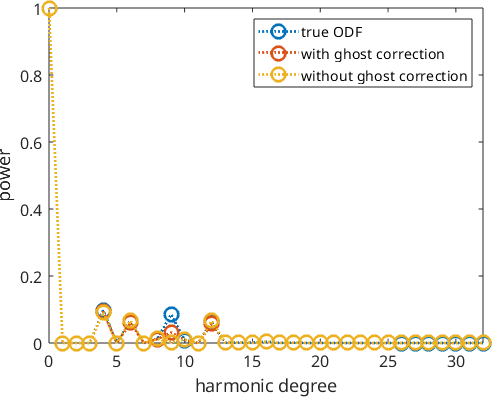 1
0.8
0.6
0.4
0.2
0
power
true ODF
with ghost correction
without ghost correction
0 5 10 15 20 25 30
harmonic degree